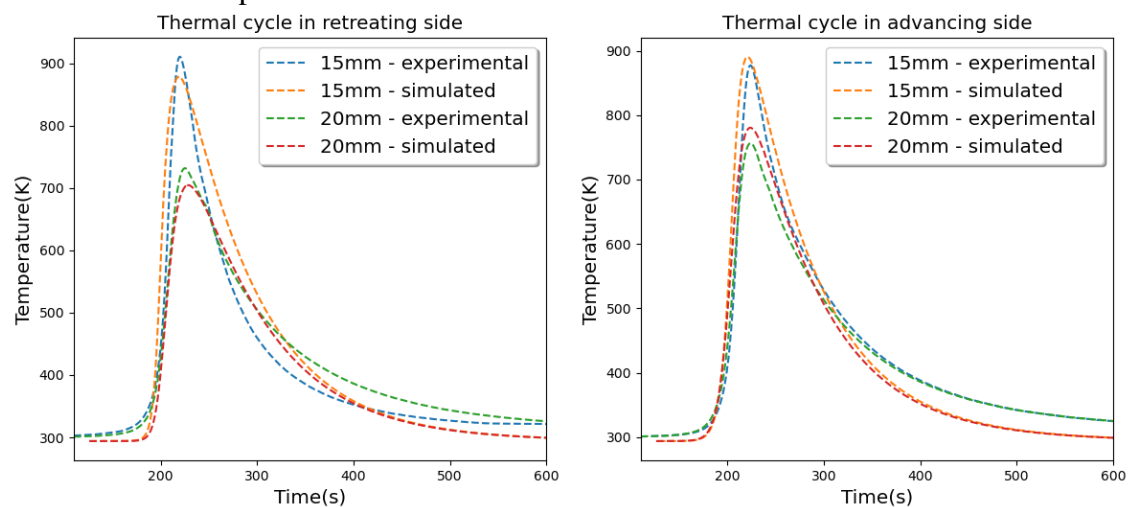 Thermal cycle in retreating side
900
800
700
600
500
400
300
Temperature(K)
200
300
400
500
600
Time(s)
15mm - experimental
15mm - simulated
20mm - experimental
20mm - simulated
Thermal cycle in advancing side
900
800
700
600
500
400
300
Temperature(K)
200
300
400
500
600
Time(s)
15mm - experimental
15mm - simulated
20mm - experimental
20mm - simulated